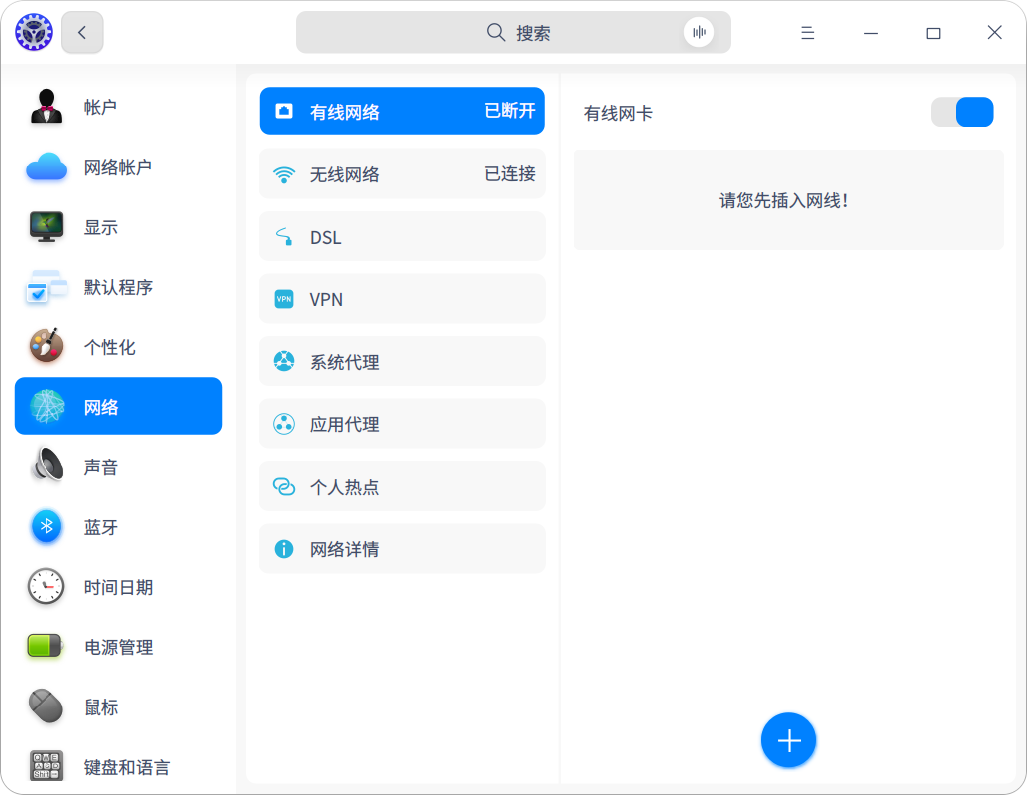 搜索
帐户
网络帐户
显示
默认程序
个性化
网络
声音
蓝牙
时间日期
电源管理
鼠标
键盘和语言
有线网络 已断开
无线网络 已连接
DSL
VPN
VPN
系统代理
应用代理
个人热点
网络详情
有线网卡
请您先插入网线！